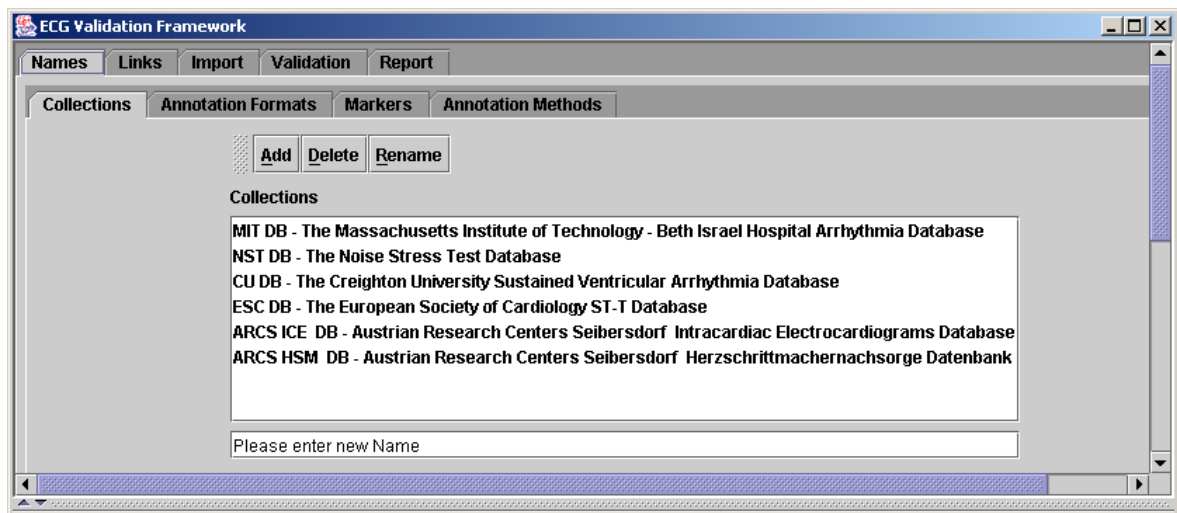 ECG Validation Framework
Names Links Import Validation Report
Collections Annotation Formats Markers Annotation Methods
Add Delete Rename
Collections
MIT DB - The Massachusetts Institute of Technology - Beth Israel Hospital Arrhythmia Database
NST DB - The Noise Stress Test Database
CU DB - The Creighton University Sustained Ventricular Arrhythmia Database
ESC DB - The European Society of Cardiology ST-T Database
ARCS ICE  DB - Austrian Research Centers Seibersdorf  Intracardiac Electrocardiograms Database
ARCS HSM  DB - Austrian Research Centers Seibersdorf  Herzschrittmachernachsorge Datenbank
Please enter new Name